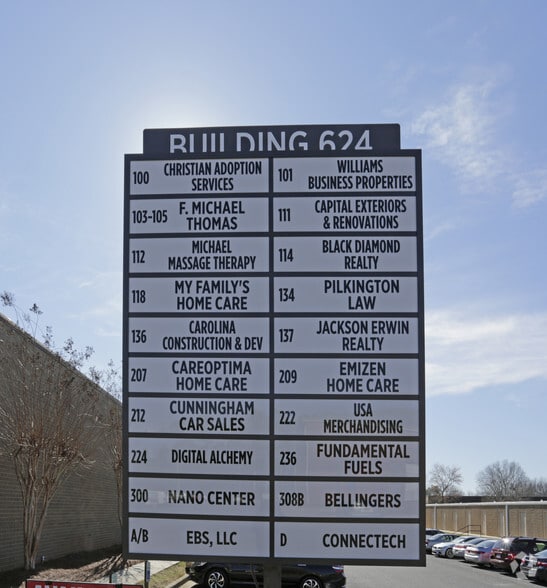 BUILDING 624
100 CHRISTIAN ADOPTION
SERVICES
101 WILLIAMS
BUSINESS PROPERTIES
103-105 F. MICHAEL
THOMAS
111 CAPITAL EXTERIORS
& RENOVATIONS
112 MICHAEL
MASSAGE THERAPY
114 BLACK DIAMOND
REALTY
118 MY FAMILY'S
HOME CARE
134 PILKINGTON
LAW
136 CAROLINA
CONSTRUCTION & DEV
137 JACKSON ERWIN
REALTY
207 CAREOPTIMA
HOME CARE
209 EMIZEN
HOME CARE
212 CUNNINGHAM
CAR SALES
222 USA
MERCHANDISING
224 DIGITAL ALCHEMY
236 FUNDAMENTAL
FUELS
300 NANO CENTER
308B BELLINGERS
A/B EBS, LLC
D CONNECTECH